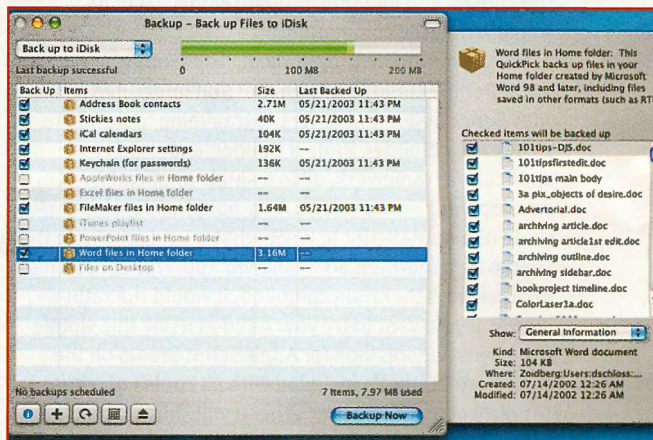 Backup – Back up Files to iDisk
Back up to iDisk
Last backup successful
0 100 MB 200 MB
Back Up Items Size Last Backed Up
Address Book contacts 2.71M 05/21/2003 11:43 PM
Stickies notes 40K 05/21/2003 11:43 PM
iCal calendars 104K 05/21/2003 11:43 PM
Internet Explorer settings 192K --
Keychain (for passwords) 136K 05/21/2003 11:43 PM
AppleWorks files in Home folder -- --
Excel files in Home folder -- --
FileMaker files in Home folder 1.64M 05/21/2003 11:43 PM
iTunes playlist -- --
PowerPoint files in Home folder -- --
Word files in Home folder 3.16M --
Files on Desktop -- --
No backups scheduled 7 Items, 7.97 MB used
Backup Now
Word files in Home folder: This
QuickPick backs up files in your
Home folder created by Microsoft
Word 98 and later, including files
saved in other formats (such as RT
Checked items will be backed up
101tips-DJS.doc
101tipsfirstedit.doc
101tips main body
3a pix_objects of desire.doc
Advertorial.doc
archiving article.doc
archiving article1st edit.doc
archiving outline.doc
archiving sidebar.doc
bookproject timeline.doc
ColorLaser1a.doc
Show: General Information
Kind: Microsoft Word document
Size: 104 KB
Where: Zoidberg:Users:dschloss:...
Created: 07/14/2002 12:26 AM
Modified: 07/14/2002 12:26 AM